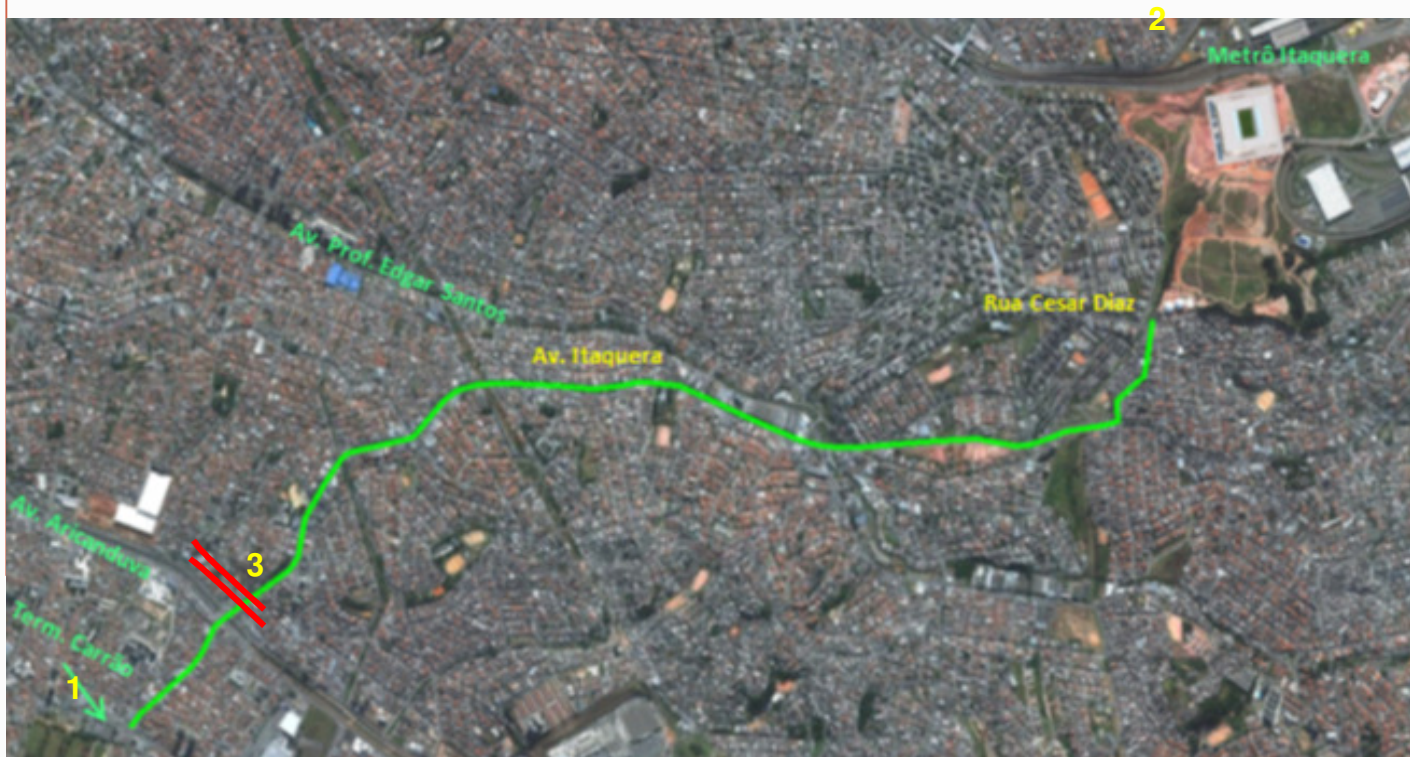 2
Metrô Itaquera
Av. Prof. Edgar Santos
Rua Cesar Diaz
Av. Itaquera
Av. Aricanduva
3
Term. Carrão
1